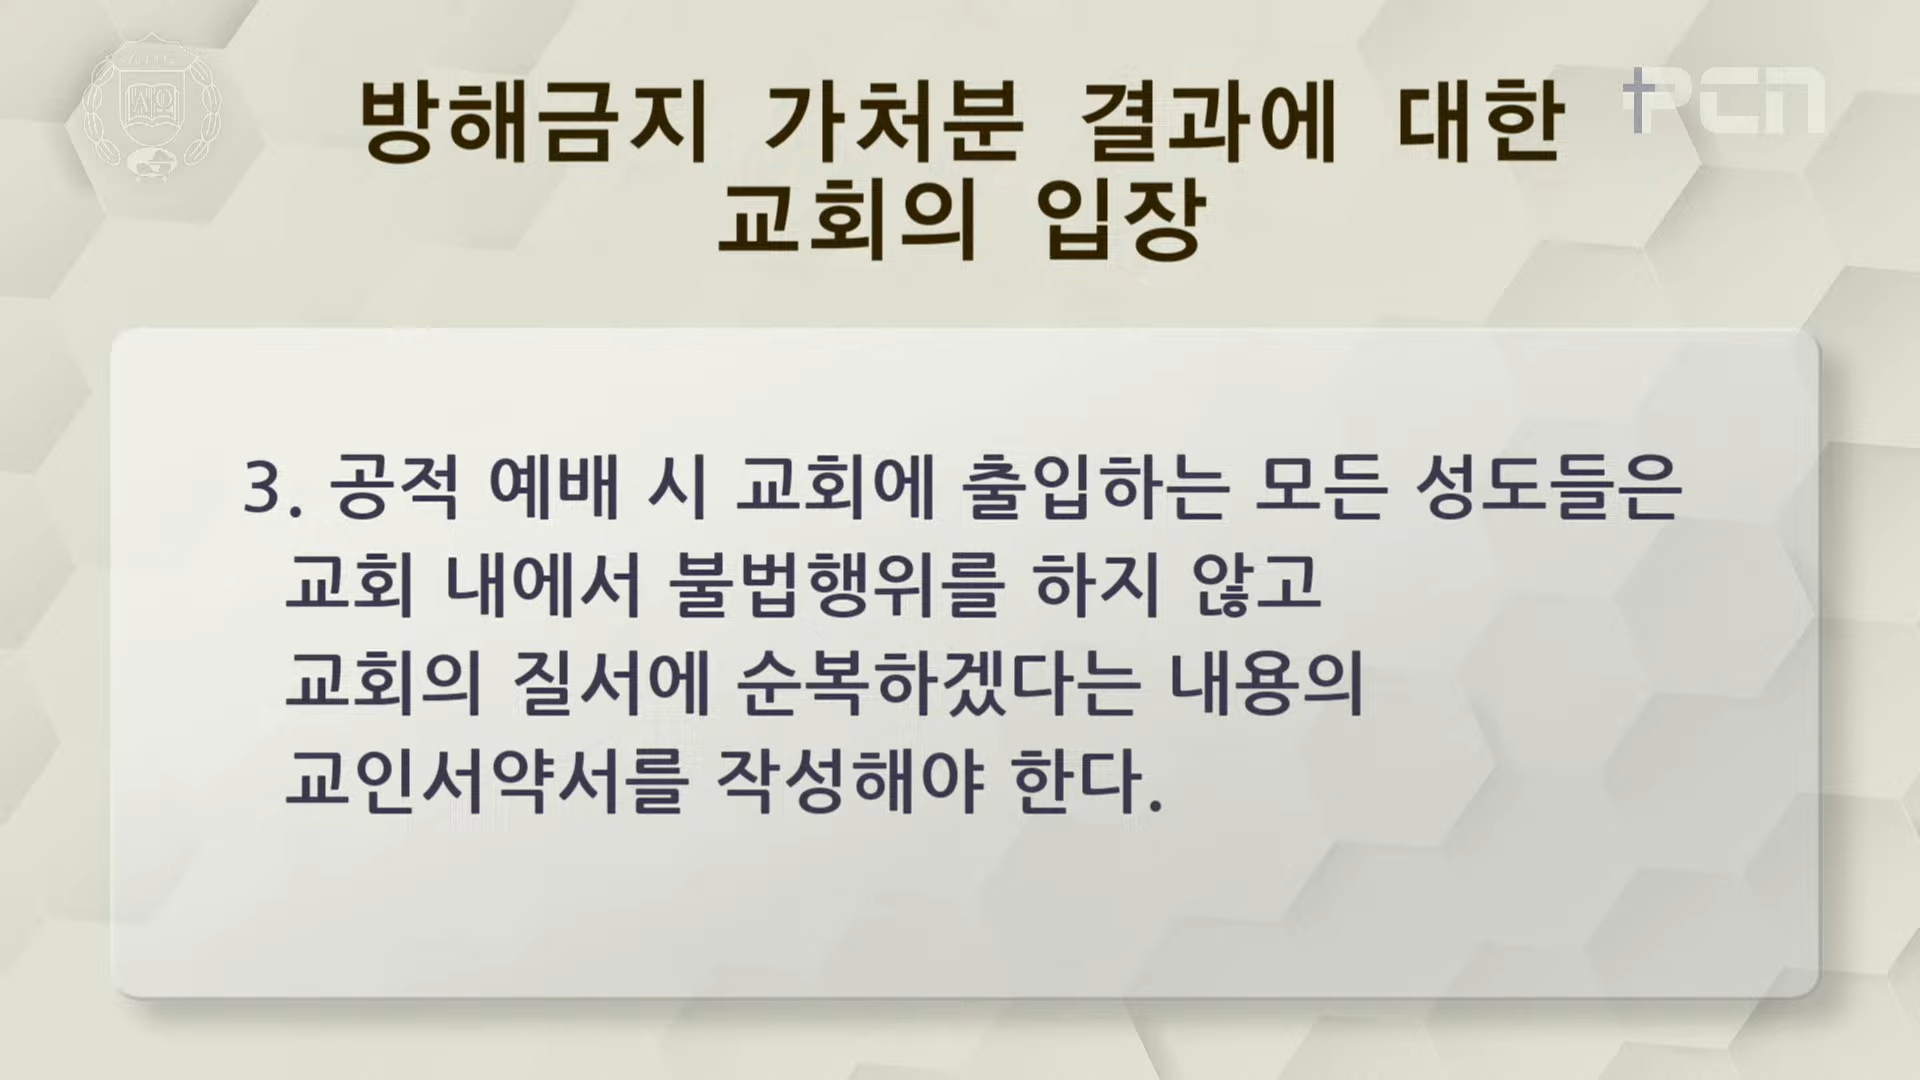 방해금지 가처분 결과에 대한
교회의 입장
PCN
ΑΩ
3. 공적 예배 시 교회에 출입하는 모든 성도들은
교회 내에서 불법행위를 하지 않고
교회의 질서에 순복하겠다는 내용의
교인서약서를 작성해야 한다.